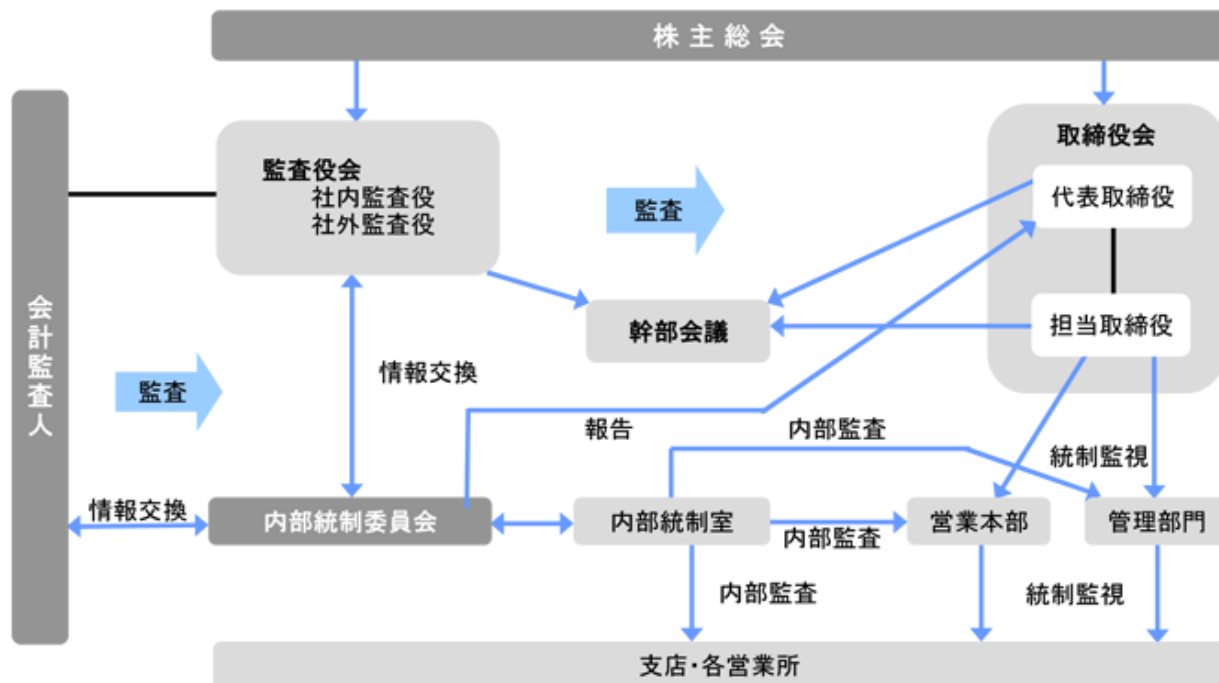 株主総会
取締役会
監査役会
社内監査役
社外監査役
監査
代表取締役
会計監査人
幹部会議
担当取締役
監査
情報交換
報告
内部監査
統制監視
情報交換
内部統制委員会
内部統制室
内部監査
営業本部
管理部門
内部監査
統制監視
支店・各営業所